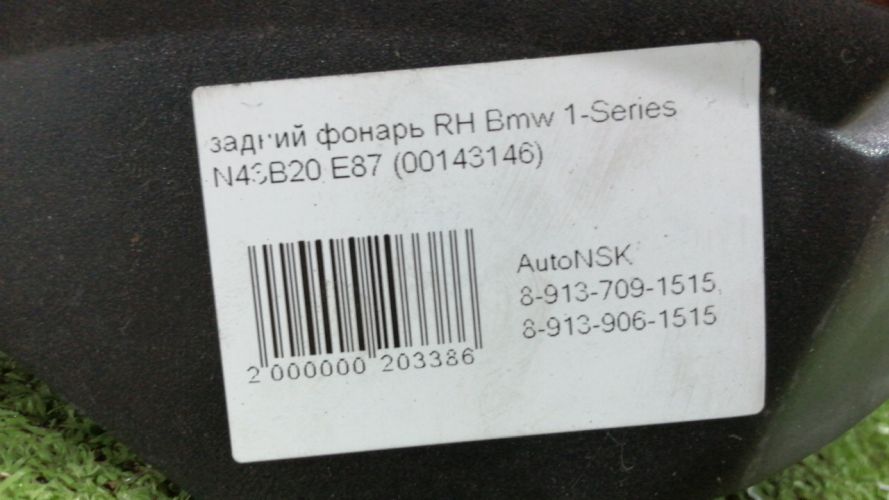 задний фонарь RH Bmw 1-Series
N43B20 E87 (00143146)
AutoNSK
8-913-709-1515,
8-913-906-1515
2 000000 203386